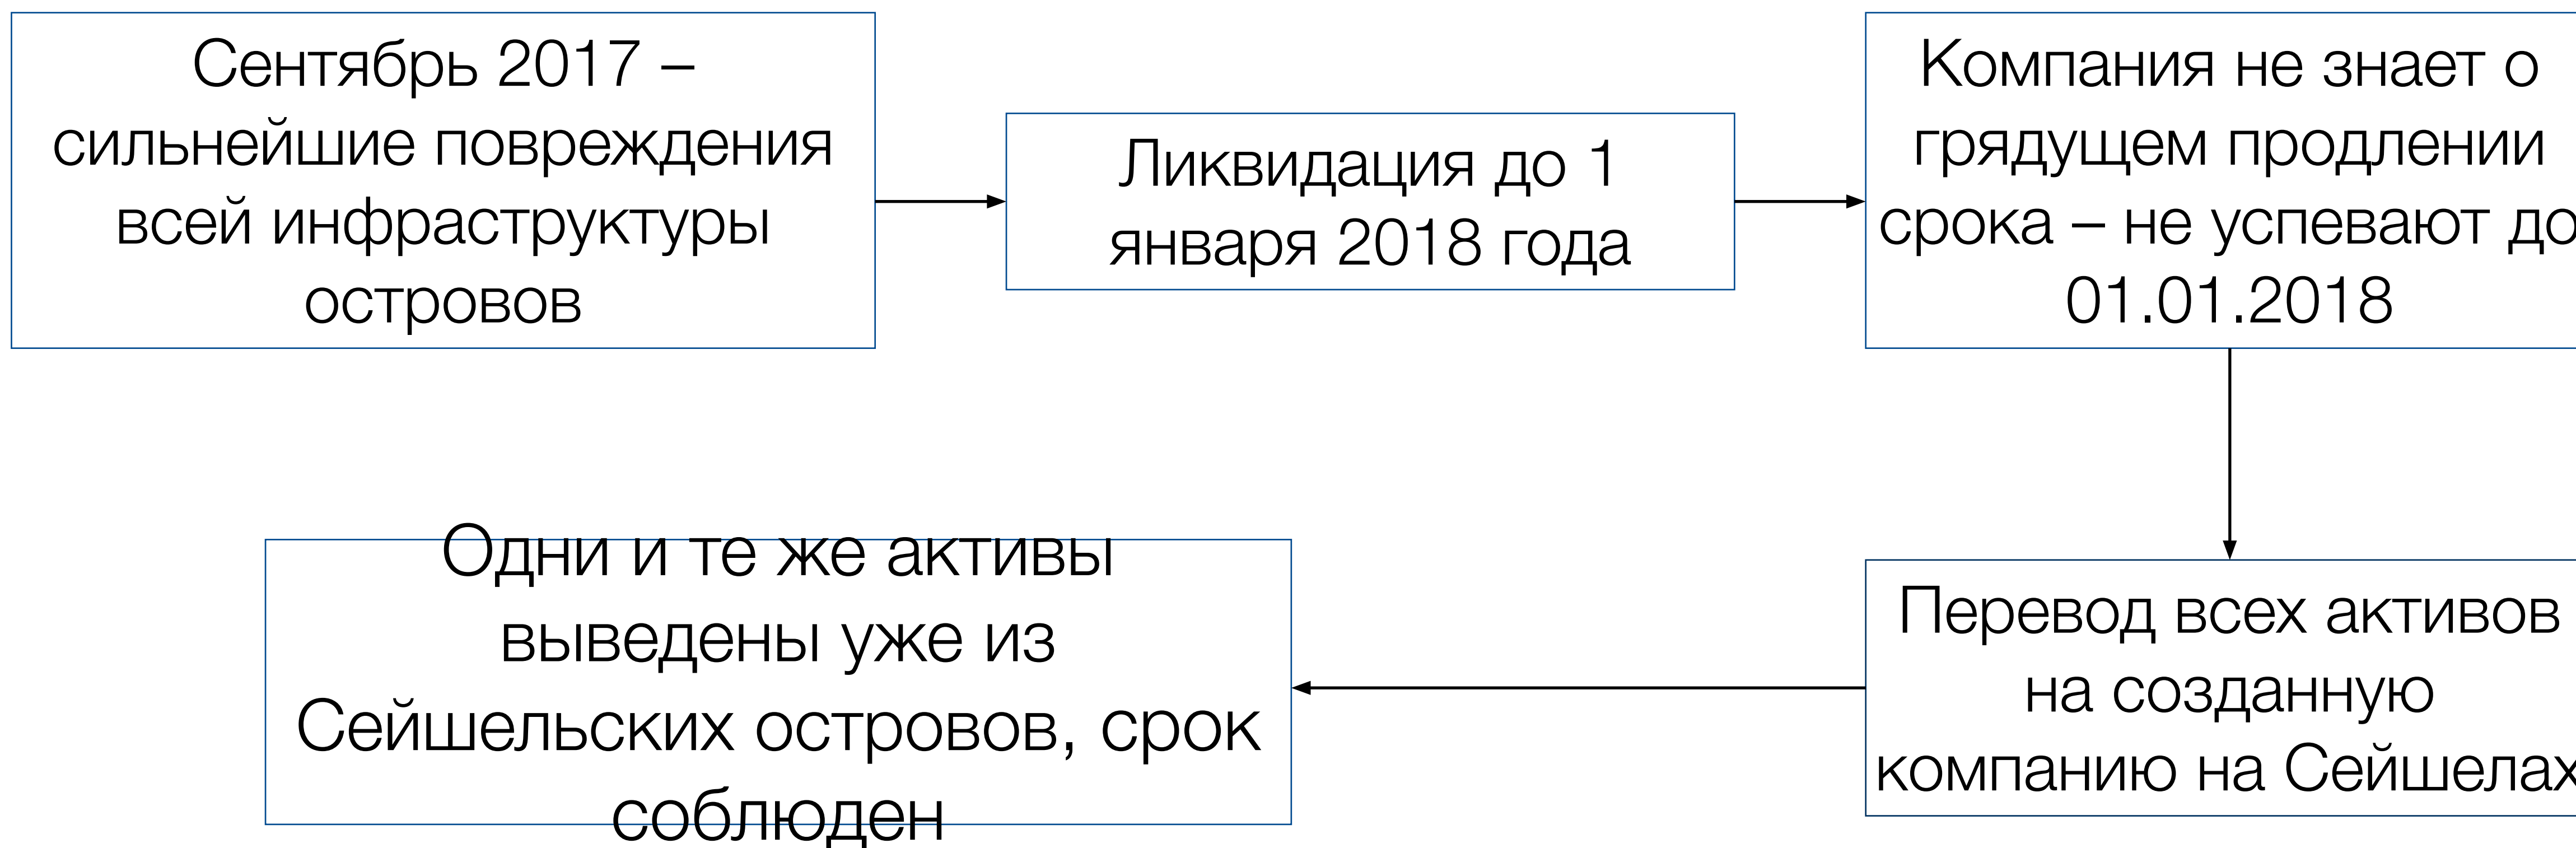 Сентябрь 2017 –
сильнейшие повреждения
всей инфраструктуры
островов
Ликвидация до 1
января 2018 года
Компания не знает о
грядущем продлении
срока – не успевают до
01.01.2018
Перевод всех активов
на созданную
компанию на Сейшелах
Одни и те же активы
выведены уже из
Сейшельских островов, срок
соблюден